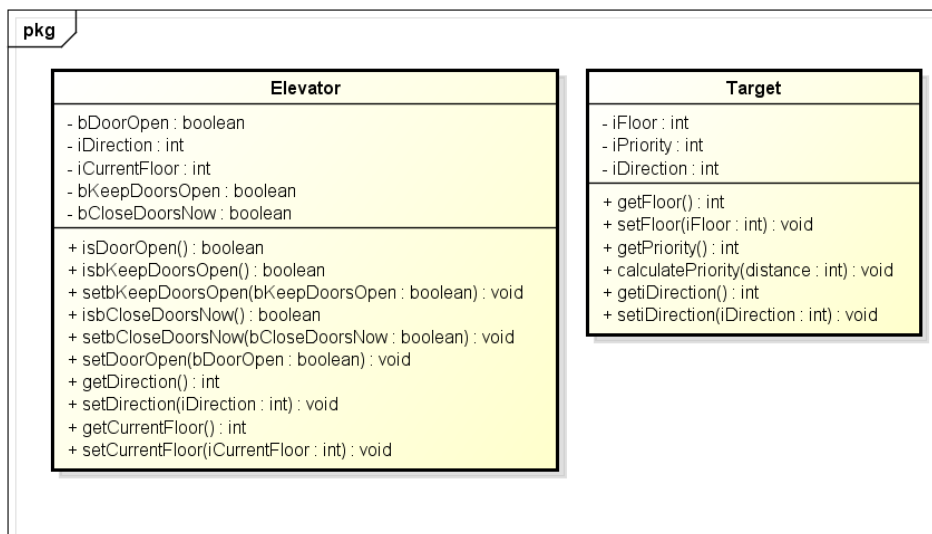 pkg
Elevator
- bDoorOpen : boolean
- iDirection : int
- iCurrentFloor : int
- bKeepDoorsOpen : boolean
- bCloseDoorsNow : boolean
+ isDoorOpen() : boolean
+ isbKeepDoorsOpen() : boolean
+ setbKeepDoorsOpen(bKeepDoorsOpen : boolean) : void
+ isbCloseDoorsNow() : boolean
+ setbCloseDoorsNow(bCloseDoorsNow : boolean) : void
+ setDoorOpen(bDoorOpen : boolean) : void
+ getDirection() : int
+ setDirection(iDirection : int) : void
+ getCurrentFloor() : int
+ setCurrentFloor(iCurrentFloor : int) : void
Target
- iFloor : int
- iPriority : int
- iDirection : int
+ getFloor() : int
+ setFloor(iFloor : int) : void
+ getPriority() : int
+ calculatePriority(distance : int) : void
+ getiDirection() : int
+ setiDirection(iDirection : int) : void